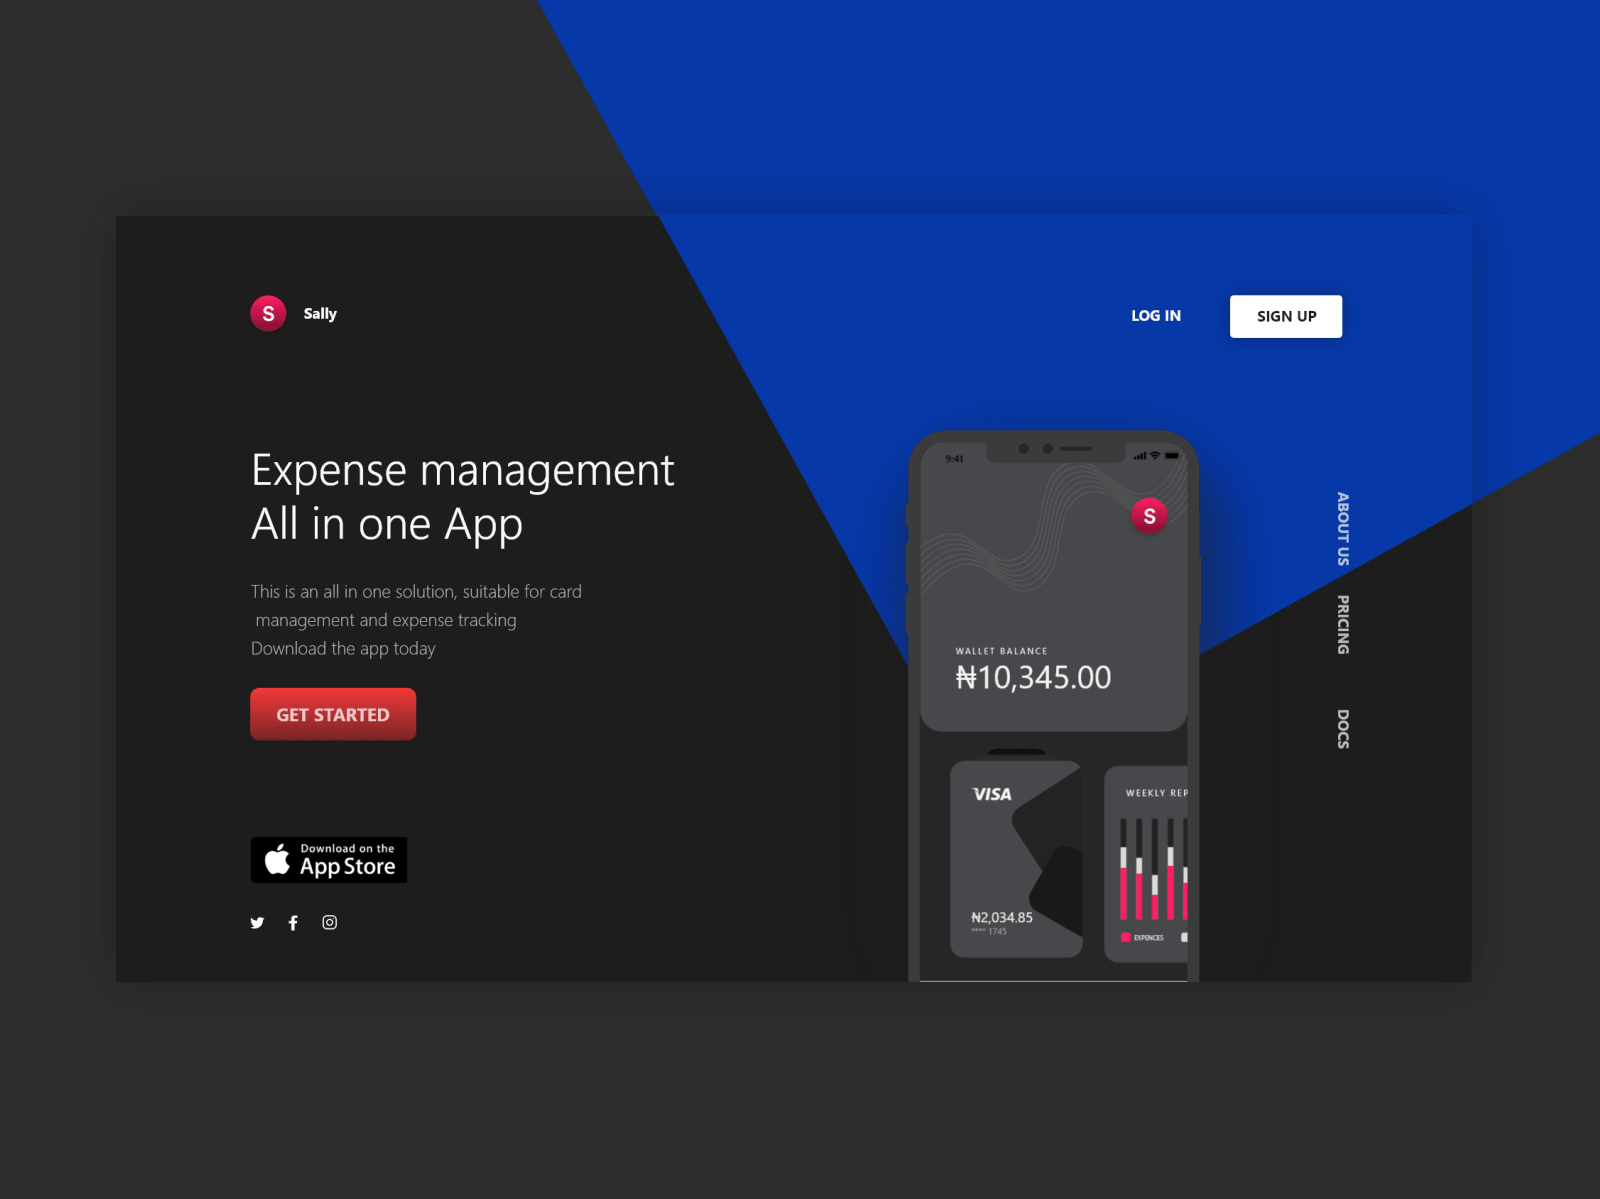 S
Sally
LOG IN
SIGN UP
Expense management
All in one App
This is an all in one solution, suitable for card
management and expense tracking
Download the app today
GET STARTED
Download on the
App Store
9:41
S
WALLET BALANCE
₦10,345.00
VISA
₦2,034.85
**** 1745
WEEKLY REP
EXPENCES
ABOUT US
PRICING
DOCS